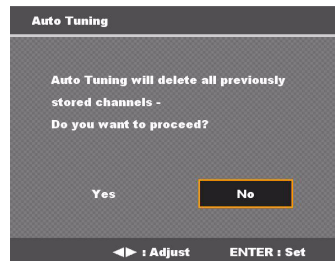 Auto Tuning
Auto Tuning will delete all previously
stored channels -
Do you want to proceed?
Yes No
◀▶ : Adjust ENTER : Set